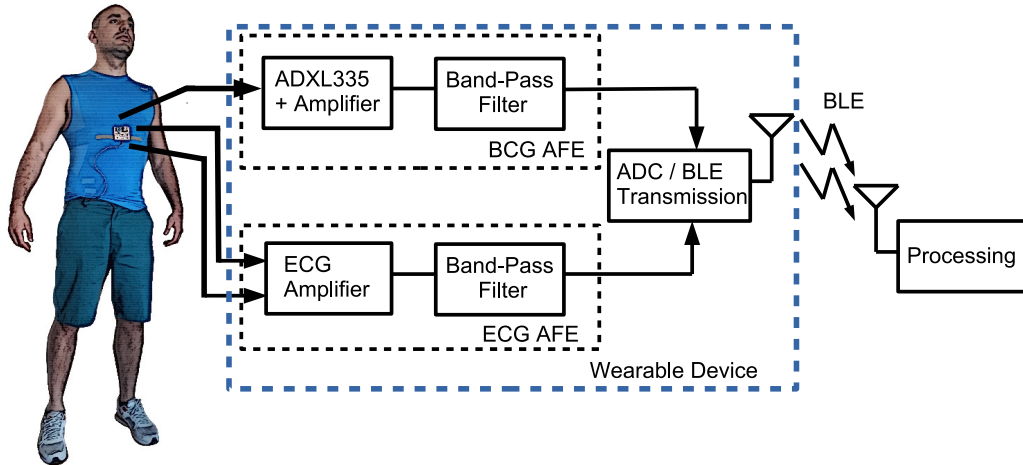 ADXL335
+ Amplifier
Band-Pass
Filter
BCG AFE
BLE
ADC / BLE
Transmission
ECG
Amplifier
Band-Pass
Filter
ECG AFE
Processing
Wearable Device